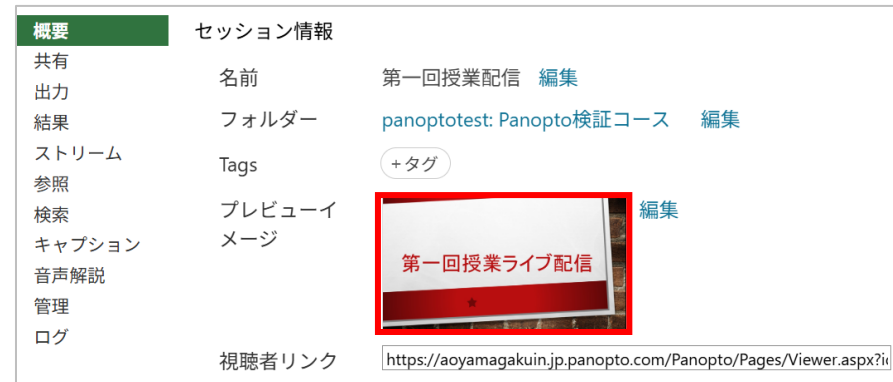 概要
共有
出力
結果
ストリーム
参照
検索
キャプション
音声解説
管理
ログ
セッション情報
名前 第一回授業配信 編集
フォルダー panoptotest: Panopto検証コース 編集
Tags +タグ
プレビューイ
メージ
第一回授業ライブ配信
編集
視聴者リンク https://aoyamagakuin.jp.panopto.com/Panopto/Pages/Viewer.aspx?i